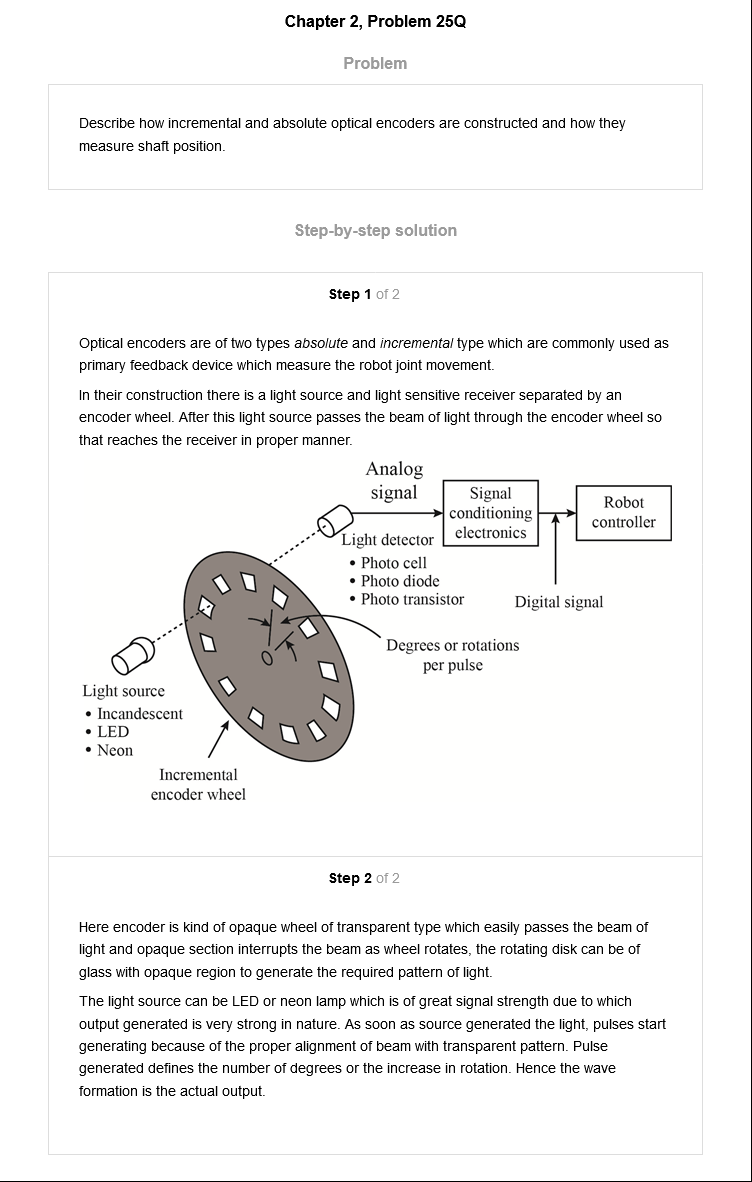 Chapter 2, Problem 25Q
Problem
Describe how incremental and absolute optical encoders are constructed and how they
measure shaft position.
Step-by-step solution
Step 1 of 2
Optical encoders are of two types absolute and incremental type which are commonly used as
primary feedback device which measure the robot joint movement.
In their construction there is a light source and light sensitive receiver separated by an
encoder wheel. After this light source passes the beam of light through the encoder wheel so
that reaches the receiver in proper manner.
Analog
signal
Signal
conditioning
electronics
Robot
controller
Light detector
• Photo cell
• Photo diode
• Photo transistor
Digital signal
Degrees or rotations
per pulse
Light source
• Incandescent
• LED
• Neon
Incremental
encoder wheel
Step 2 of 2
Here encoder is kind of opaque wheel of transparent type which easily passes the beam of
light and opaque section interrupts the beam as wheel rotates, the rotating disk can be of
glass with opaque region to generate the required pattern of light.
The light source can be LED or neon lamp which is of great signal strength due to which
output generated is very strong in nature. As soon as source generated the light, pulses start
generating because of the proper alignment of beam with transparent pattern. Pulse
generated defines the number of degrees or the increase in rotation. Hence the wave
formation is the actual output.